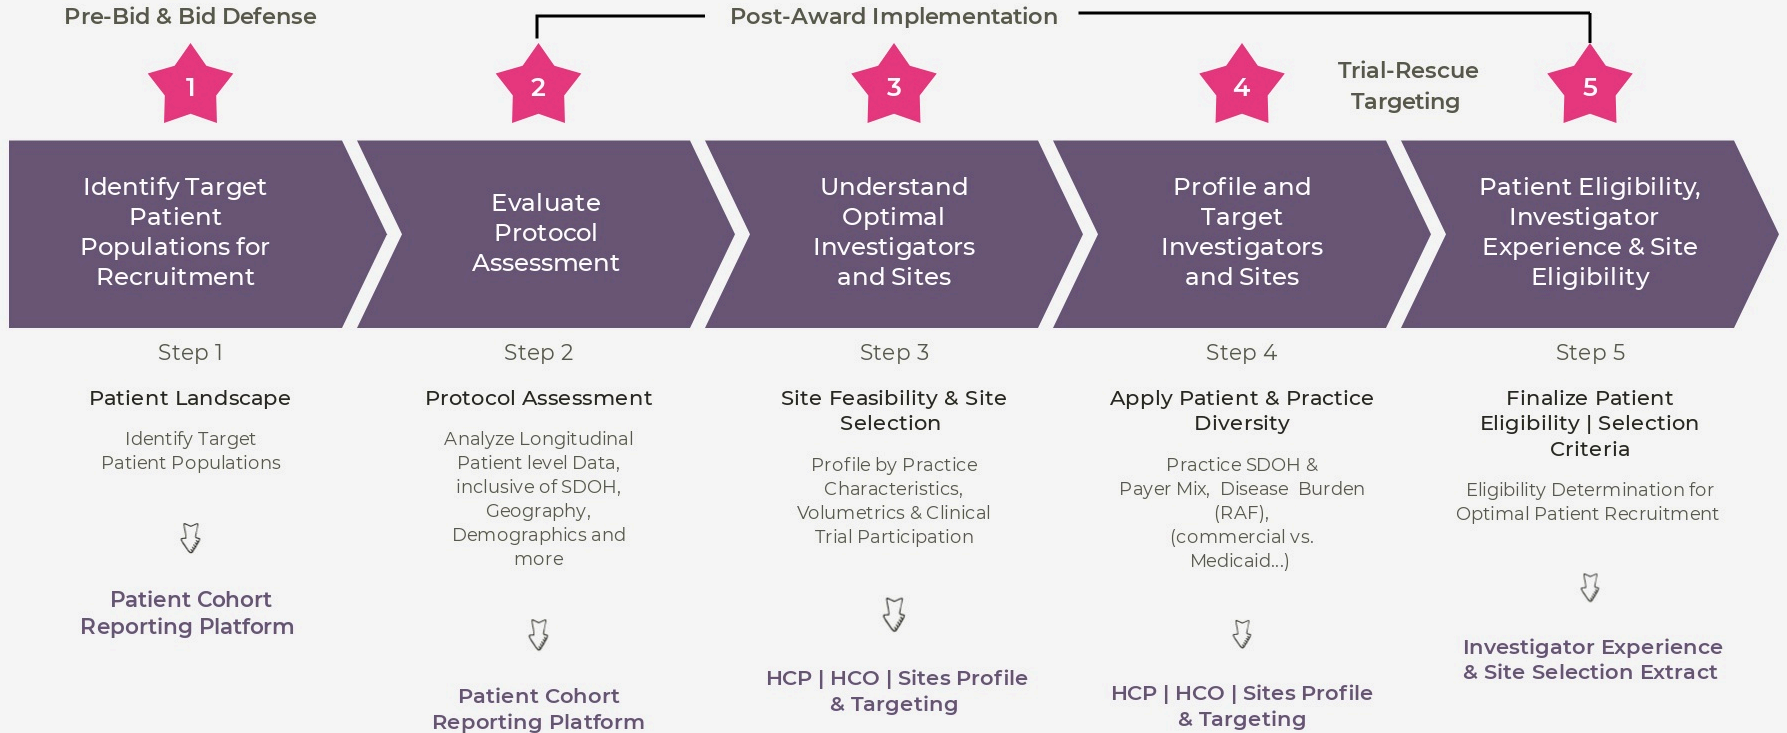 Pre-Bid & Bid Defense
Post-Award Implementation
Trial-Rescue
Targeting
1
2
3
4
5
Identify Target
Patient
Populations for
Recruitment
Evaluate
Protocol
Assessment
Understand
Optimal
Investigators
and Sites
Profile and
Target
Investigators
and Sites
Patient Eligibility,
Investigator
Experience & Site
Eligibility
Step 1
Patient Landscape
Identify Target
Patient Populations
Patient Cohort
Reporting Platform
Step 2
Protocol Assessment
Analyze Longitudinal
Patient level Data,
inclusive of SDOH,
Geography,
Demographics and
more
Patient Cohort
Reporting Platform
Step 3
Site Feasibility & Site
Selection
Profile by Practice
Characteristics,
Volumetrics & Clinical
Trial Participation
HCP | HCO | Sites Profile
& Targeting
Step 4
Apply Patient & Practice
Diversity
Practice SDOH &
Payer Mix, Disease Burden
(RAF),
(commercial vs.
Medicaid...)
HCP | HCO | Sites Profile
& Targeting
Step 5
Finalize Patient
Eligibility | Selection
Criteria
Eligibility Determination for
Optimal Patient Recruitment
Investigator Experience
& Site Selection Extract